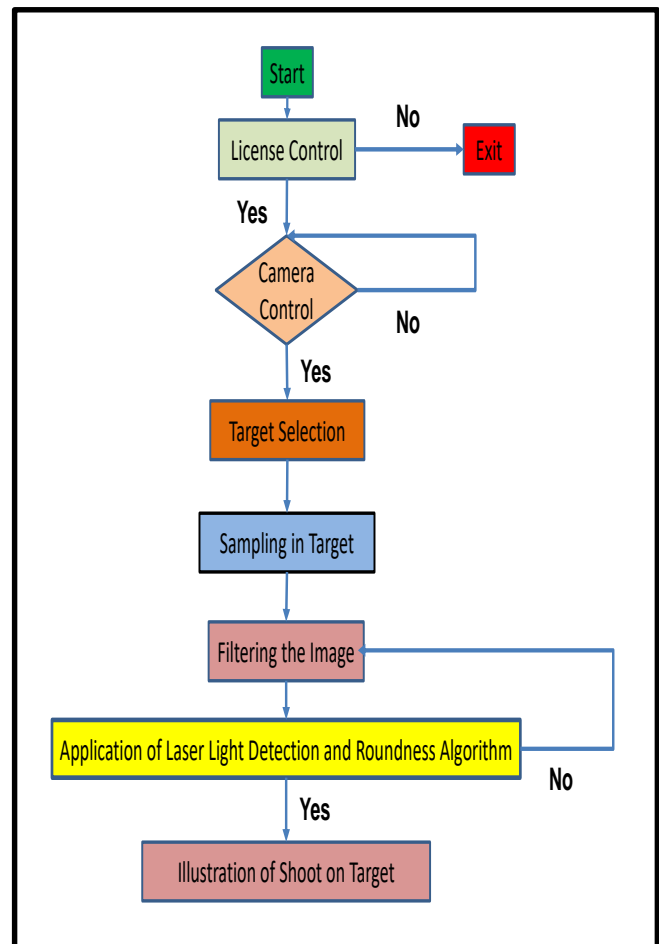 Start
No
License Control
Exit
Yes
Camera
Control
No
Yes
Target Selection
Sampling in Target
Filtering the Image
Application of Laser Light Detection and Roundness Algorithm
No
Yes
Illustration of Shoot on Target